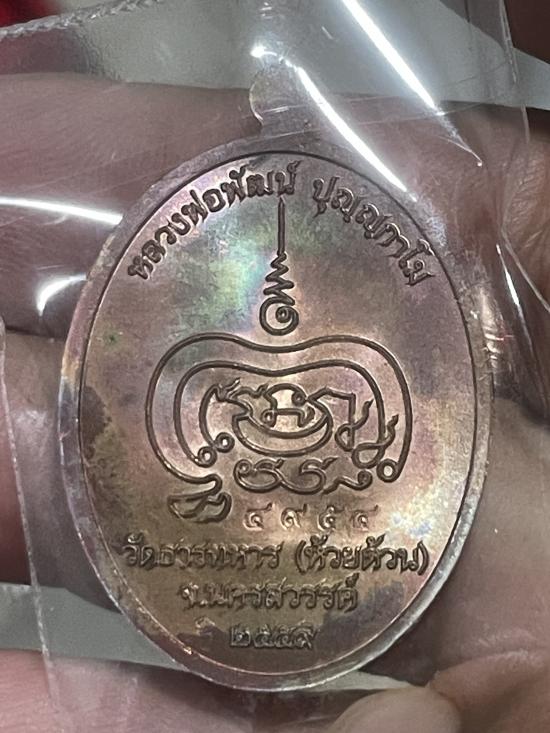 หลวงพ่อพัฒน์ ปุญฺญกาโม
๔๙๕๔
วัดธารทหาร (ห้วยด้วน)
จ.นครสวรรค์
๒๕๕๙